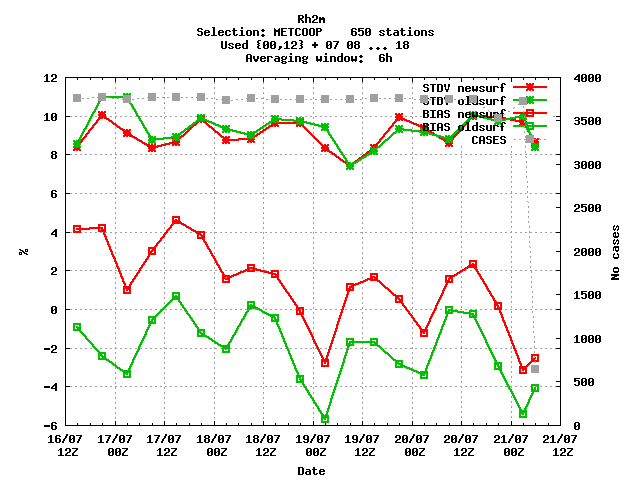 Rh2m
Selection: METCOOP 650 stations
Used {00,12} + 07 08 ... 18
Averaging window: 6h
12 4000
STDV newsurf
STDV oldsurf
10 3500
BIAS newsurf
BIAS oldsurf
CASES
8 3000
6 2500
4 2000
%
No cases
2 1500
0
-2 1000
-4 500
-6 0
16/07 17/07 17/07 18/07 18/07 19/07 19/07 20/07 20/07 21/07 21/07
12Z 00Z 12Z 00Z 12Z 00Z 12Z 00Z 12Z 00Z 12Z
Date